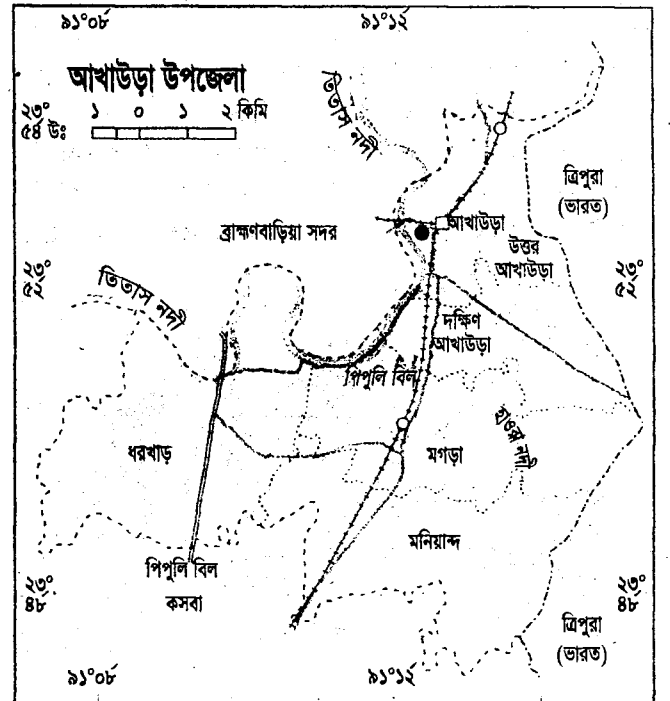 ৯১°০৮
৯১°১২
আখাউড়া উপজেলা
২৩°
৫৪ উঃ
১ ০ ১ ২ কিমি
তিতাস নদী
ত্রিপুরা
(ভারত)
আখাউড়া
ব্রাহ্মণবাড়িয়া সদর
উত্তর
আখাউড়া
২৩°
৫২
২৩°
৫২
তিতাস নদী
দক্ষিণ
আখাউড়া
পিপুলি বিল
হাওড়া নদী
ধরখাড়
মগড়া
মনিয়ান্দ
পিপুলি বিল
কসবা
২৩°
৪৮
২৩°
৪৮
ত্রিপুরা
(ভারত)
৯১°০৮
৯১°১২